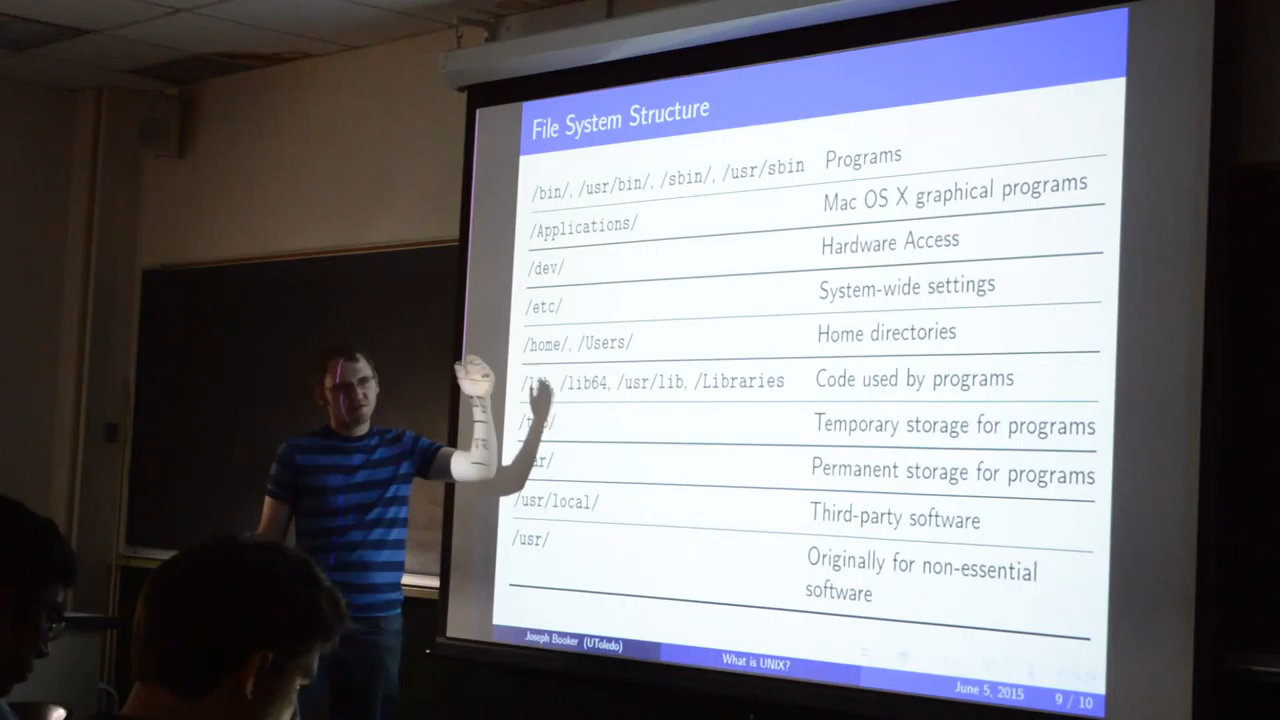 File System Structure
/bin/, /usr/bin/, /sbin/, /usr/sbin Programs
/Applications/ Mac OS X graphical programs
/dev/ Hardware Access
/etc/ System-wide settings
/home/, /Users/ Home directories
/lib, /lib64, /usr/lib, /Libraries Code used by programs
Temporary storage for programs
Permanent storage for programs
/usr/local/ Third-party software
/usr/ Originally for non-essential
software
Joseph Booker (UToledo)
What is UNIX?
June 5, 2015 9 / 10